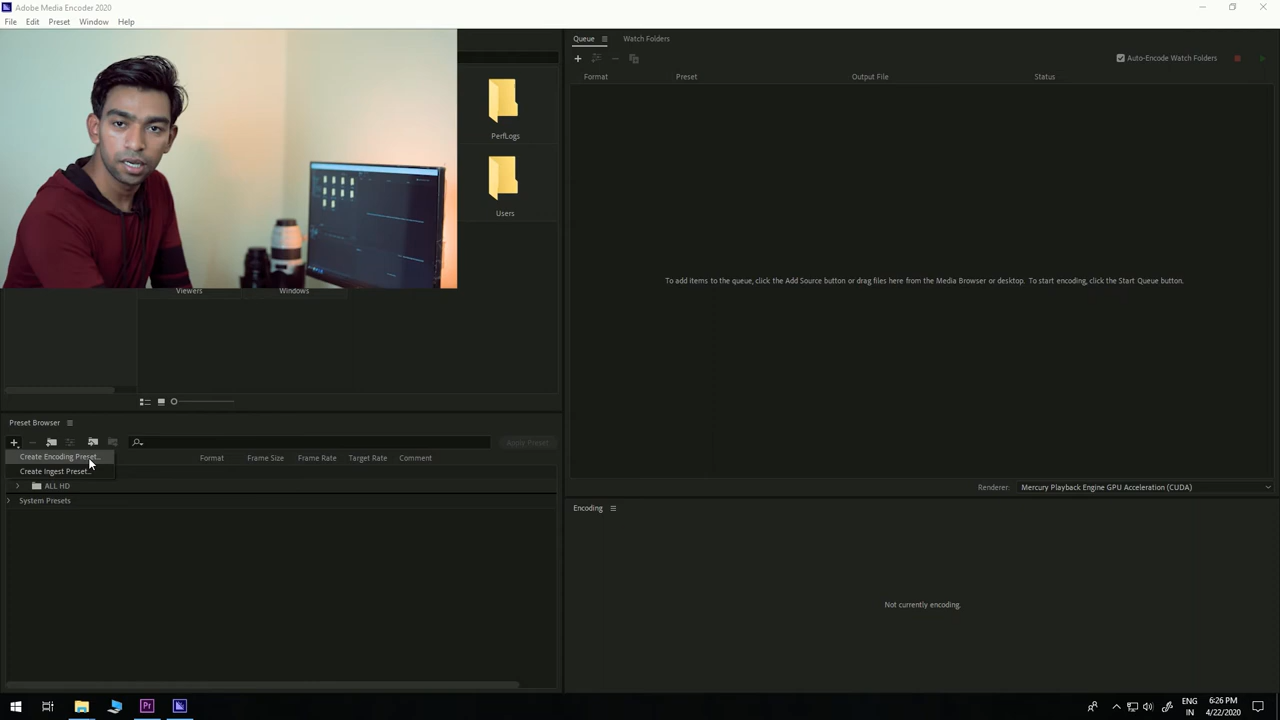 Adobe Media Encoder 2020
File Edit Preset Window Help
Queue Watch Folders
Auto-Encode Watch Folders
Format Preset Output File Status
PerfLogs
Users
To add items to the queue, click the Add Source button or drag files here from the Media Browser or desktop. To start encoding, click the Start Queue button.
Viewers Windows
Preset Browser
Apply Preset
Create Encoding Preset...
Format Frame Size Frame Rate Target Rate Comment
Create Ingest Preset...
ALL HD
System Presets
Renderer: Mercury Playback Engine GPU Acceleration (CUDA)
Encoding
Not currently encoding.
Pr
ENG
IN
6:26 PM
4/22/2020